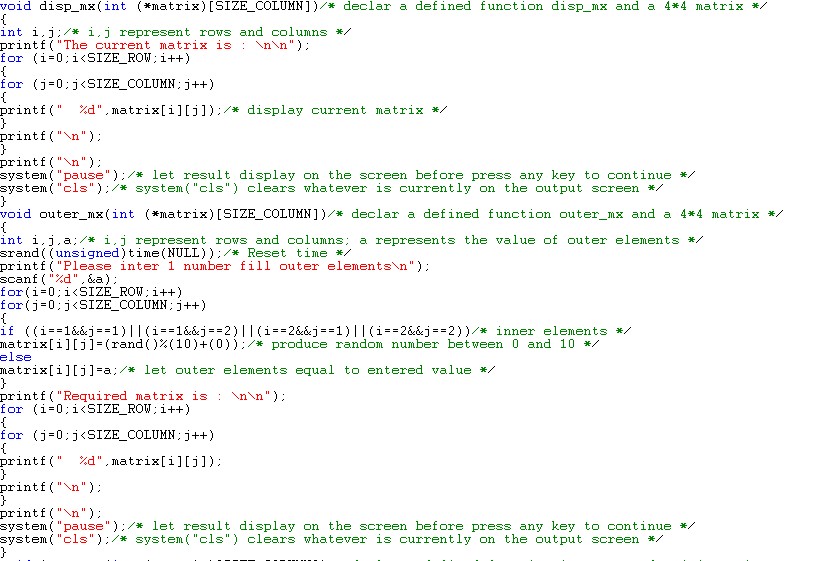 void disp_mx(int (*matrix)[SIZE_COLUMN])/* declar a defined function disp_mx and a 4*4 matrix */
{
int i,j;/* i,j represent rows and columns */
printf("The current matrix is : \n\n");
for (i=0;i<SIZE_ROW;i++)
{
for (j=0;j<SIZE_COLUMN;j++)
{
printf("  %d",matrix[i][j]);/* display current matrix */
}
printf("\n");
}
printf("\n");
system("pause");/* let result display on the screen before press any key to continue */
system("cls");/* system("cls") clears whatever is currently on the output screen */
}
void outer_mx(int (*matrix)[SIZE_COLUMN])/* declar a defined function outer_mx and a 4*4 matrix */
{
int i,j,a;/* i,j represent rows and columns; a represents the value of outer elements */
srand((unsigned)time(NULL));/* Reset time */
printf("Please inter 1 number fill outer elements\n");
scanf("%d",&a);
for(i=0;i<SIZE_ROW;i++)
for(j=0;j<SIZE_COLUMN;j++)
{
if ((i==1&&j==1)||(i==1&&j==2)||(i==2&&j==1)||(i==2&&j==2))/* inner elements */
matrix[i][j]=(rand()%(10)+(0));/* produce random number between 0 and 10 */
else
matrix[i][j]=a;/* let outer elements equal to entered value */
}
printf("Required matrix is : \n\n");
for (i=0;i<SIZE_ROW;i++)
{
for (j=0;j<SIZE_COLUMN;j++)
{
printf("  %d",matrix[i][j]);
}
printf("\n");
}
printf("\n");
system("pause");/* let result display on the screen before press any key to continue */
system("cls");/* system("cls") clears whatever is currently on the output screen */
}